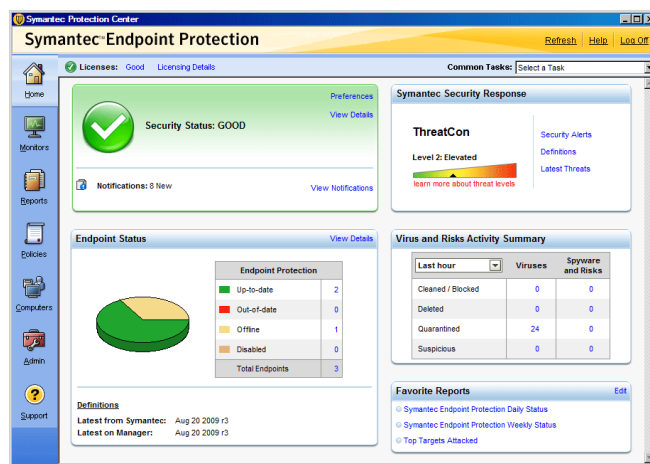 Symantec Protection Center
Symantec™ Endpoint Protection
Refresh Help Log Off
Licenses: Good Licensing Details
Common Tasks: Select a Task
Home
Monitors
Reports
Policies
Computers
Admin
Support
Preferences
View Details
Security Status: GOOD
Notifications: 8 New
View Notifications
Symantec Security Response
ThreatCon
Level 2: Elevated
learn more about threat levels
Security Alerts
Definitions
Latest Threats
Endpoint Status
View Details
Endpoint Protection
Up-to-date 2
Out-of-date 0
Offline 1
Disabled 0
Total Endpoints 3
Definitions
Latest from Symantec: Aug 20 2009 r3
Latest on Manager: Aug 20 2009 r3
Virus and Risks Activity Summary
Last hour Viruses Spyware
and Risks
Cleaned / Blocked 0 0
Deleted 0 0
Quarantined 24 0
Suspicious 0 0
Favorite Reports
Edit
Symantec Endpoint Protection Daily Status
Symantec Endpoint Protection Weekly Status
Top Targets Attacked